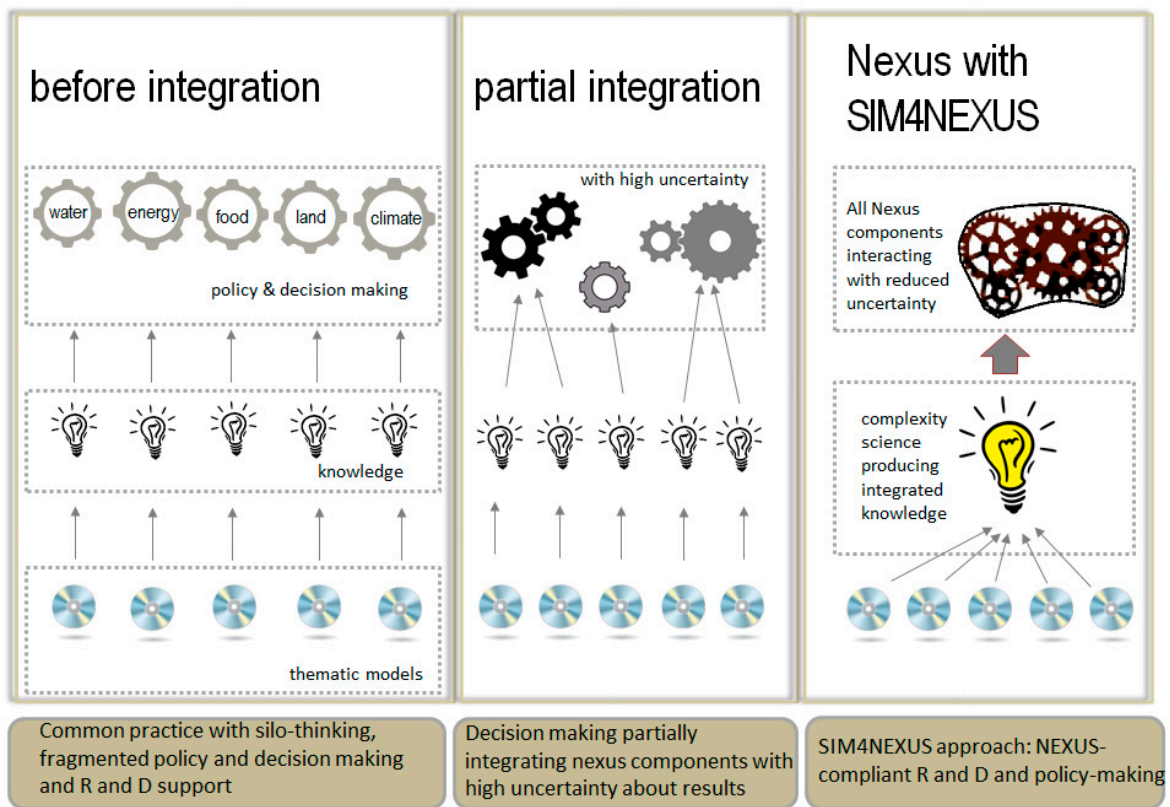 before integration
water
energy
food
land
climate
policy & decision making
knowledge
thematic models
Common practice with silo-thinking,
fragmented policy and decision making
and R and D support
partial integration
with high uncertainty
Decision making partially
integrating nexus components with
high uncertainty about results
Nexus with
SIM4NEXUS
All Nexus
components
interacting
with reduced
uncertainty
complexity
science
producing
integrated
knowledge
SIM4NEXUS approach: NEXUS-
compliant R and D and policy-making